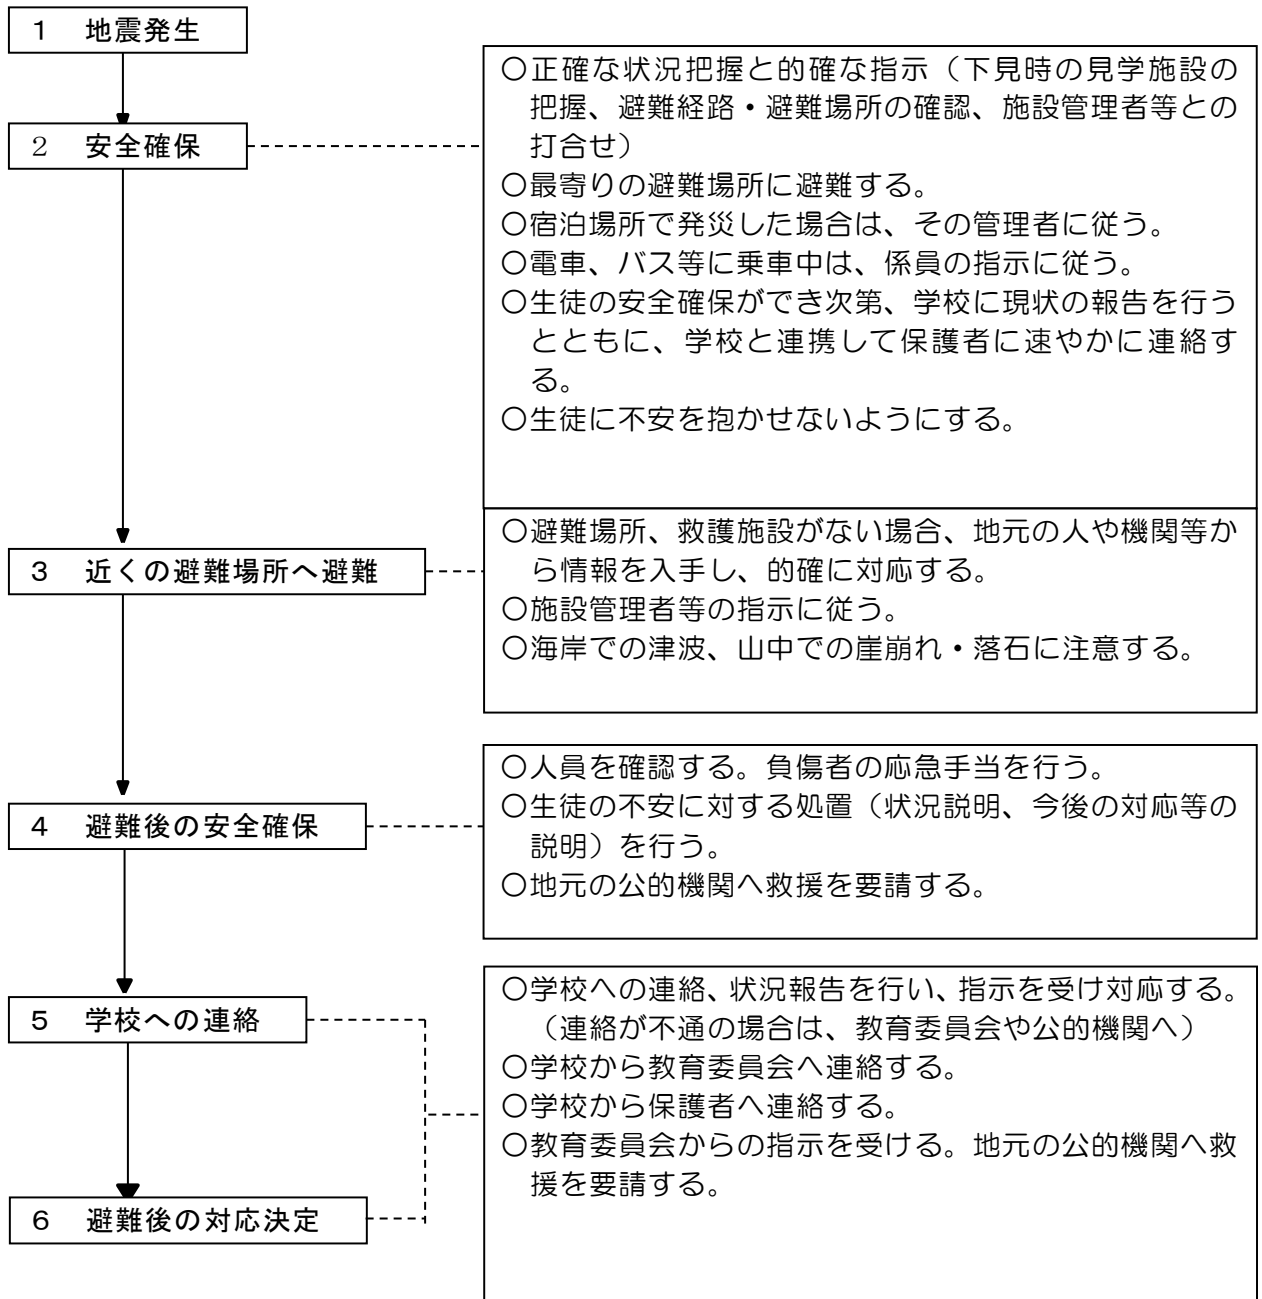 １　地震発生
２　安全確保
〇正確な状況把握と的確な指示（下見時の見学施設の
把握、避難経路・避難場所の確認、施設管理者等との
打合せ）
〇最寄りの避難場所に避難する。
〇宿泊場所で発災した場合は、その管理者に従う。
〇電車、バス等に乗車中は、係員の指示に従う。
〇生徒の安全確保ができ次第、学校に現状の報告を行う
とともに、学校と連携して保護者に速やかに連絡す
る。
〇生徒に不安を抱かせないようにする。
３　近くの避難場所へ避難
〇避難場所、救護施設がない場合、地元の人や機関等か
ら情報を入手し、的確に対応する。
〇施設管理者等の指示に従う。
〇海岸での津波、山中での崖崩れ・落石に注意する。
４　避難後の安全確保
〇人員を確認する。負傷者の応急手当を行う。
〇生徒の不安に対する処置（状況説明、今後の対応等の
説明）を行う。
〇地元の公的機関へ救援を要請する。
５　学校への連絡
〇学校への連絡、状況報告を行い、指示を受け対応する。
（連絡が不通の場合は、教育委員会や公的機関へ）
〇学校から教育委員会へ連絡する。
〇学校から保護者へ連絡する。
〇教育委員会からの指示を受ける。地元の公的機関へ救
援を要請する。
６　避難後の対応決定